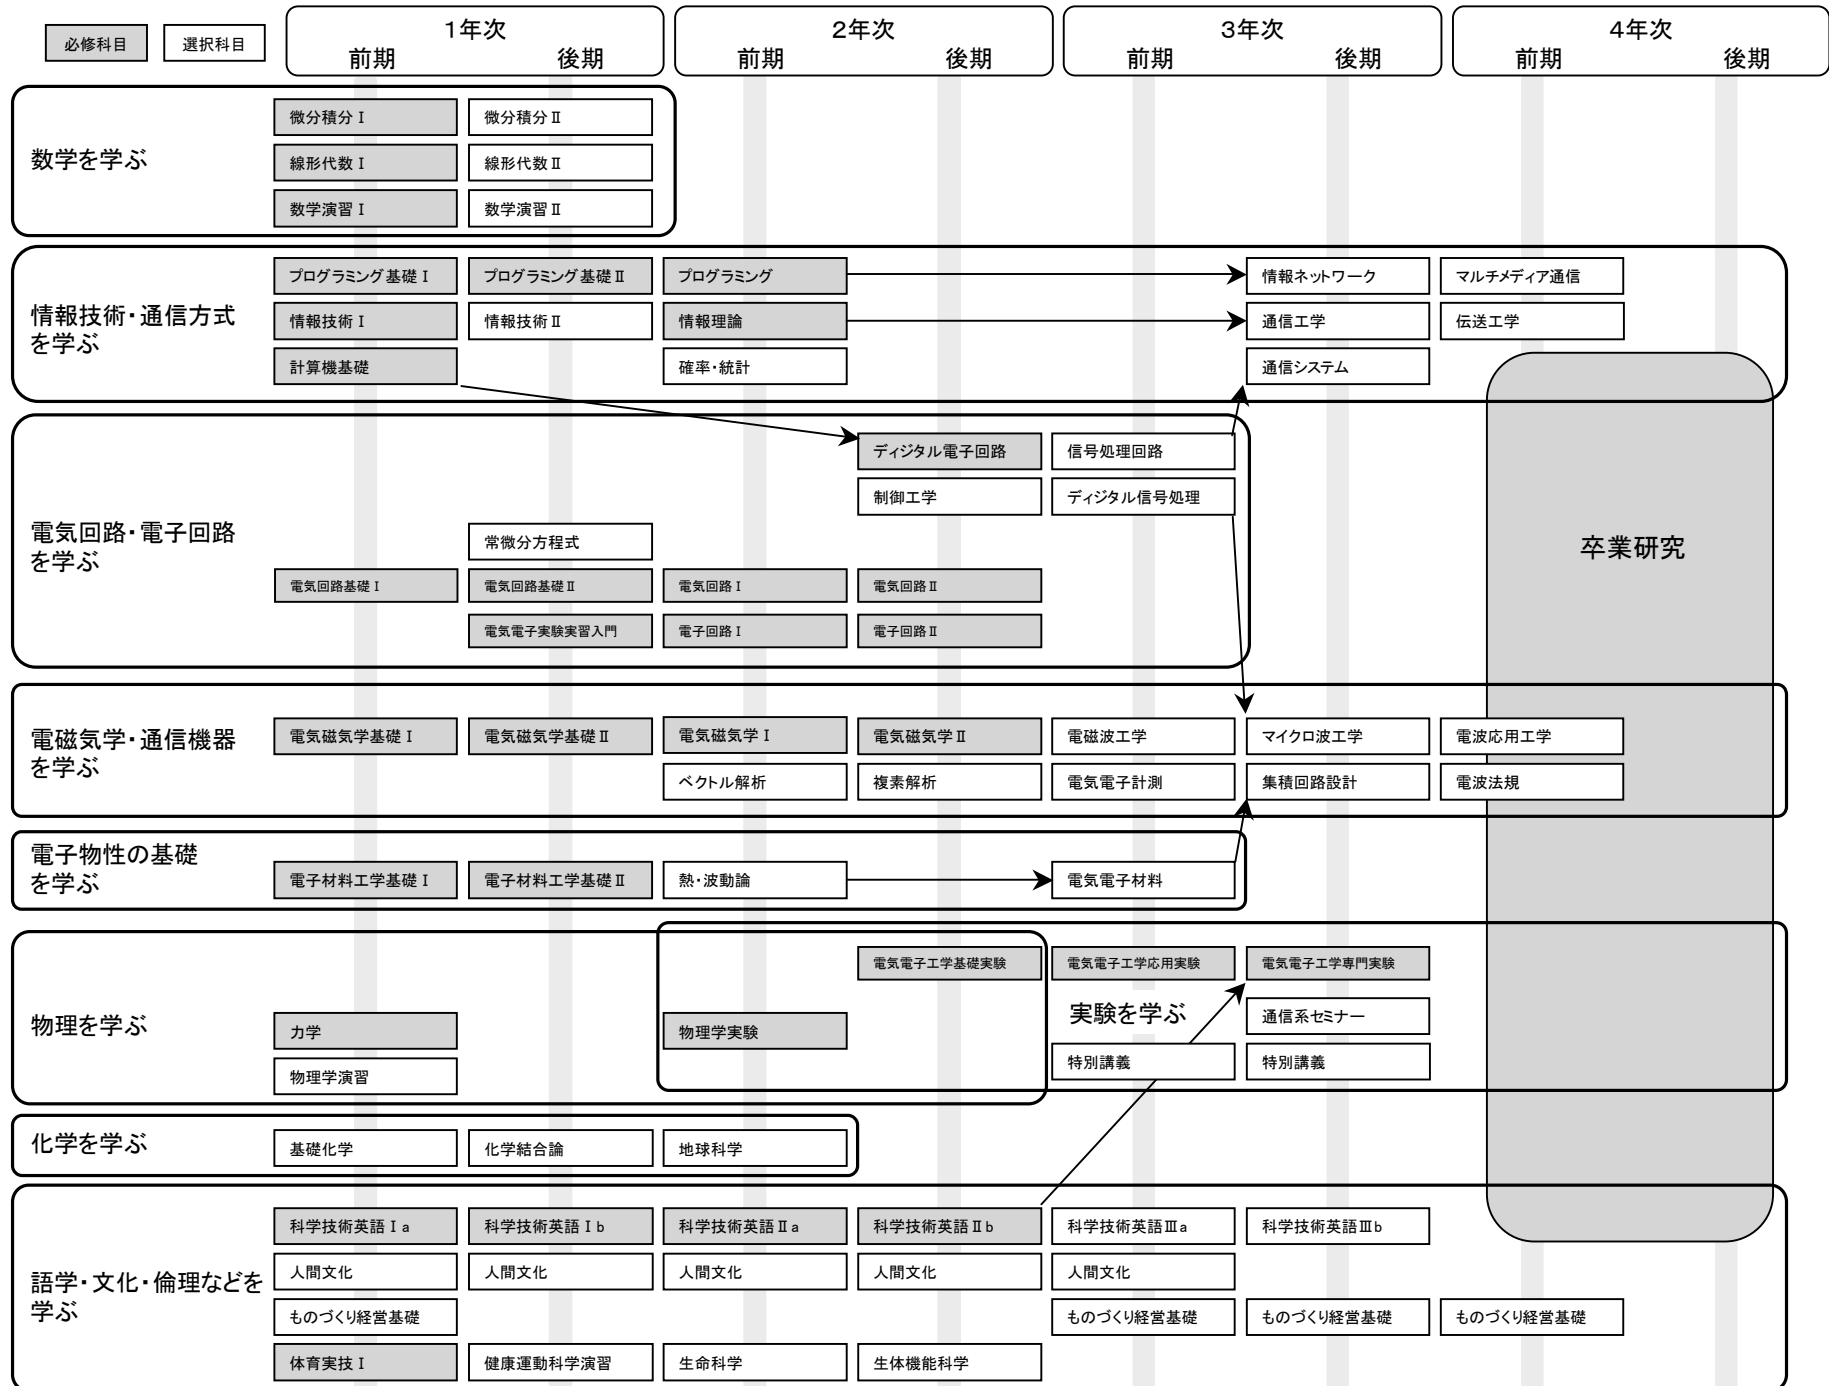 必修科目
選択科目
1年次
前期 後期
2年次
前期 後期
3年次
前期 後期
4年次
前期 後期
数学を学ぶ
微分積分Ⅰ 微分積分Ⅱ
線形代数Ⅰ 線形代数Ⅱ
数学演習Ⅰ 数学演習Ⅱ
情報技術・通信方式
を学ぶ
プログラミング基礎Ⅰ プログラミング基礎Ⅱ プログラミング 情報ネットワーク マルチメディア通信
情報技術Ⅰ 情報技術Ⅱ 情報理論 通信工学 伝送工学
計算機基礎 確率・統計 通信システム
電気回路・電子回路
を学ぶ
ディジタル電子回路 信号処理回路
制御工学 ディジタル信号処理
常微分方程式
電気回路基礎Ⅰ 電気回路基礎Ⅱ 電気回路Ⅰ 電気回路Ⅱ
電気電子実験実習入門 電子回路Ⅰ 電子回路Ⅱ
卒業研究
電磁気学・通信機器
を学ぶ
電気磁気学基礎Ⅰ 電気磁気学基礎Ⅱ 電気磁気学Ⅰ 電気磁気学Ⅱ 電磁波工学 マイクロ波工学 電波応用工学
ベクトル解析 複素解析 電気電子計測 集積回路設計 電波法規
電子物性の基礎
を学ぶ
電子材料工学基礎Ⅰ 電子材料工学基礎Ⅱ 熱・波動論 電気電子材料
物理を学ぶ
電気電子工学基礎実験 電気電子工学応用実験 電気電子工学専門実験
実験を学ぶ
通信系セミナー
力学 物理学実験
特別講義 特別講義
物理学演習
化学を学ぶ
基礎化学 化学結合論 地球科学
語学・文化・倫理などを
学ぶ
科学技術英語Ⅰa 科学技術英語Ⅰb 科学技術英語Ⅱa 科学技術英語Ⅱb 科学技術英語Ⅲa 科学技術英語Ⅲb
人間文化 人間文化 人間文化 人間文化 人間文化
ものづくり経営基礎 ものづくり経営基礎 ものづくり経営基礎 ものづくり経営基礎
体育実技Ⅰ 健康運動科学演習 生命科学 生体機能科学